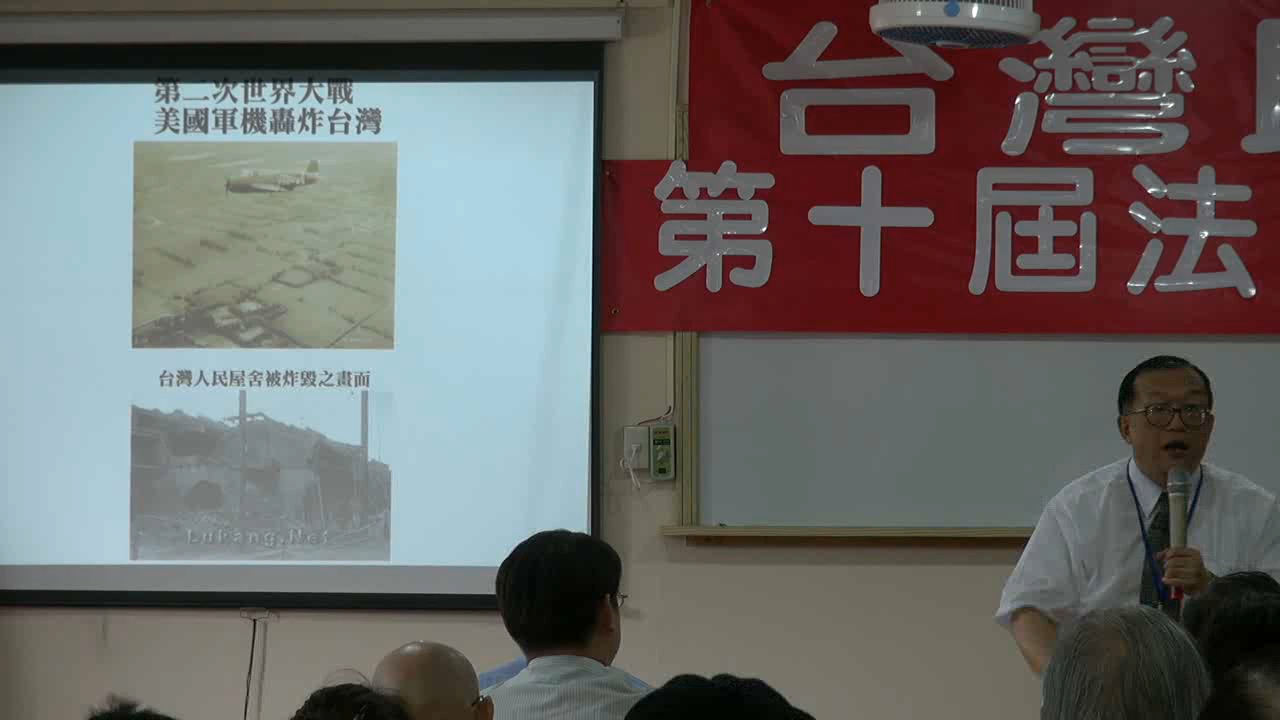 第二次世界大戰
美國軍機轟炸台灣
台灣人民屋舍被炸毀之畫面
LuKang.Net
台灣
第十屆法